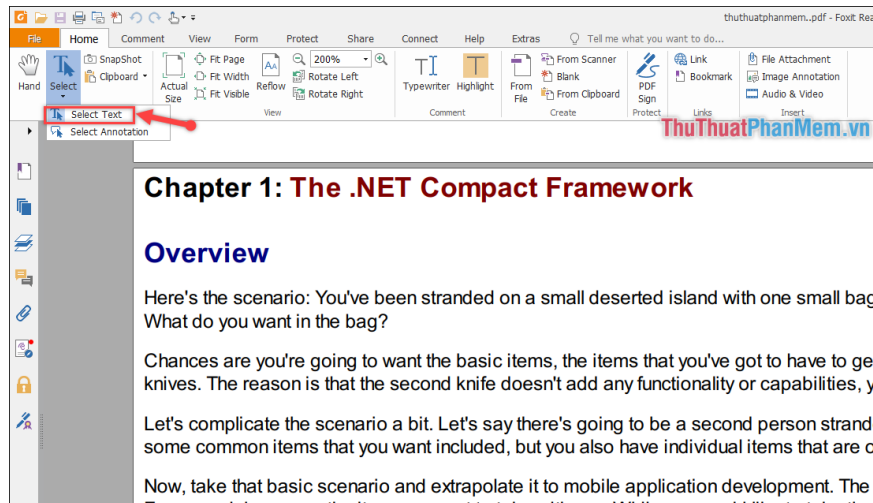 thuthuatphanmem..pdf - Foxit Rea
File Home Comment View Form Protect Share Connect Help Extras Tell me what you want to do...
Hand
Select
SnapShot
Clipboard
Actual Size
Fit Page
Fit Width
Fit Visible
Reflow
200%
Rotate Left
Rotate Right
View
Typewriter
Highlight
Comment
From File
From Scanner
Blank
From Clipboard
Create
PDF Sign
Protect
Link
Bookmark
Links
File Attachment
Image Annotation
Audio & Video
Insert
Select Text
Select Annotation
ThuThuatPhanMem.vn
Chapter 1: The .NET Compact Framework
Overview
Here's the scenario: You've been stranded on a small deserted island with one small bag
What do you want in the bag?
Chances are you're going to want the basic items, the items that you've got to have to ge
knives. The reason is that the second knife doesn't add any functionality or capabilities, y
Let's complicate the scenario a bit. Let's say there's going to be a second person strand
some common items that you want included, but you also have individual items that are o
Now, take that basic scenario and extrapolate it to mobile application development. The